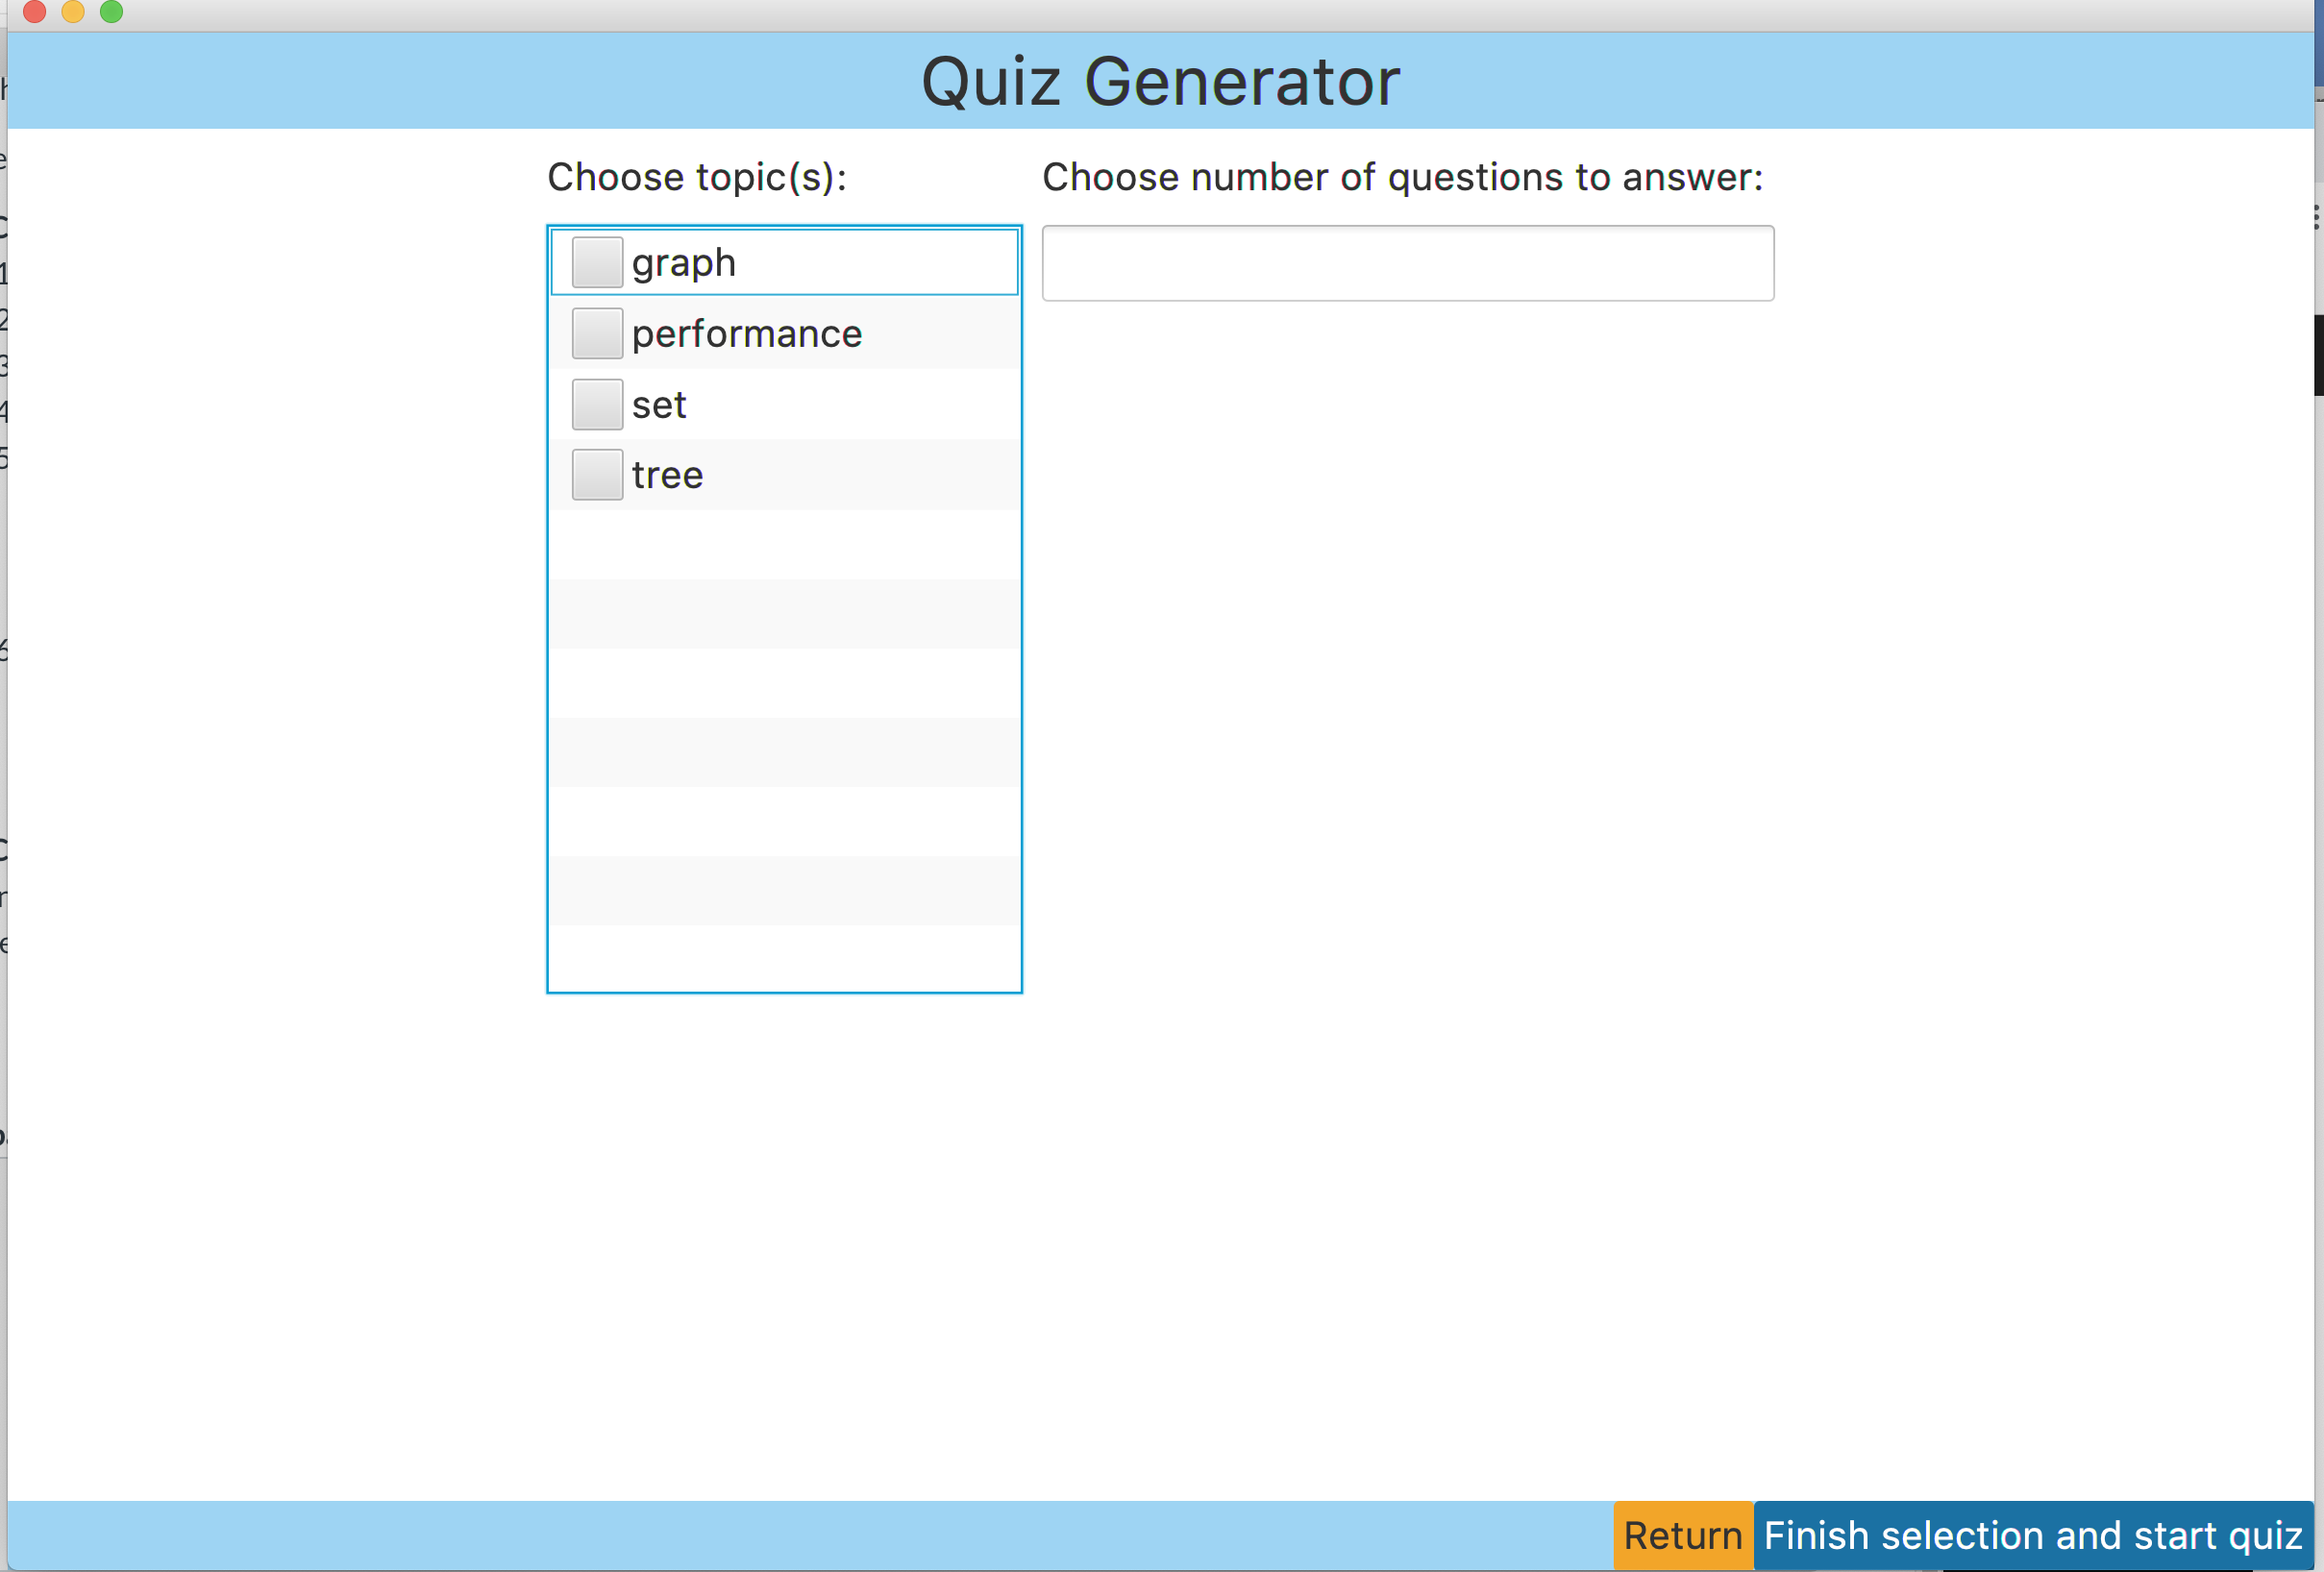 Quiz Generator
Choose topic(s):
Choose number of questions to answer:
graph
performance
set
tree
Return
Finish selection and start quiz